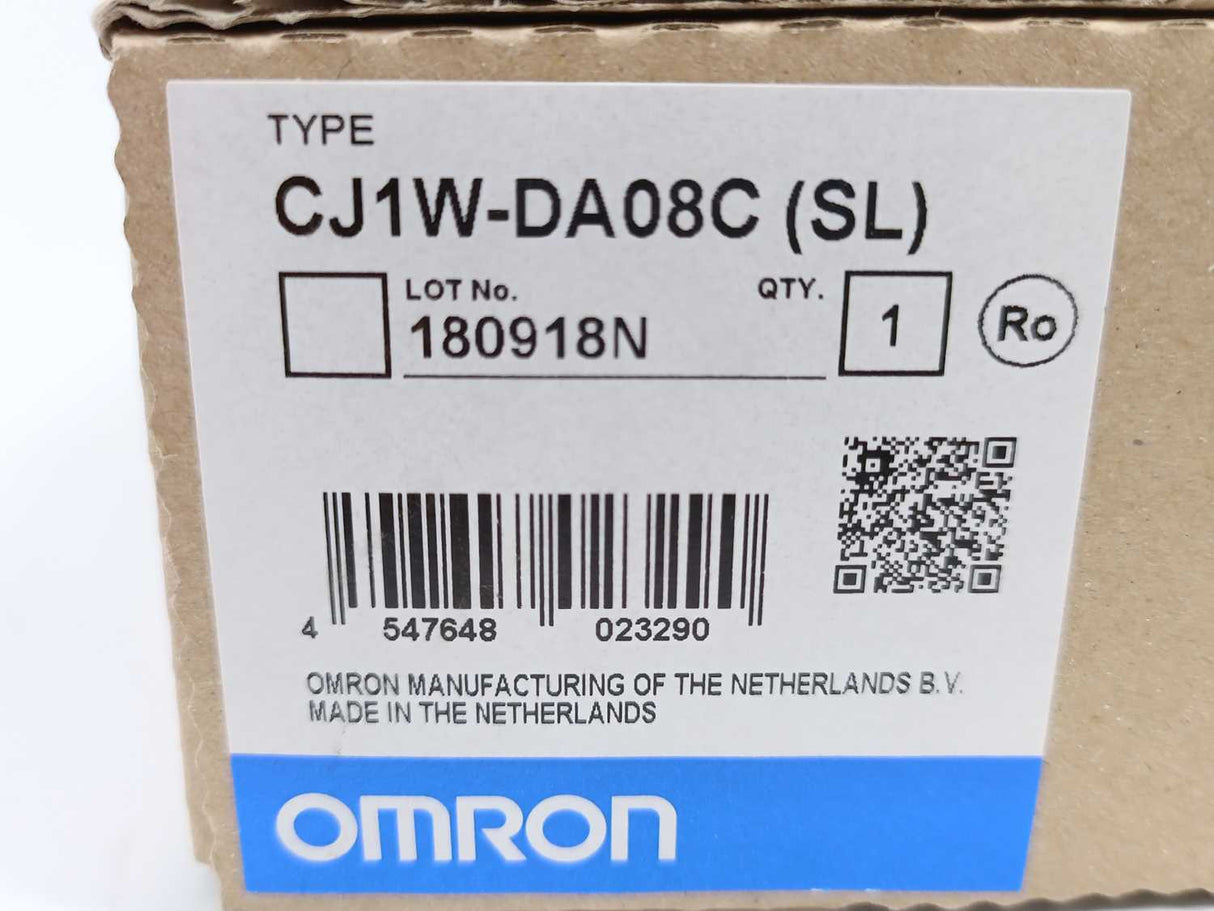 TYPE
CJ1W-DA08C (SL)
LOT No. QTY.
180918N 1 Ro
4 547648 023290
OMRON MANUFACTURING OF THE NETHERLANDS B.V.
MADE IN THE NETHERLANDS
OMRON